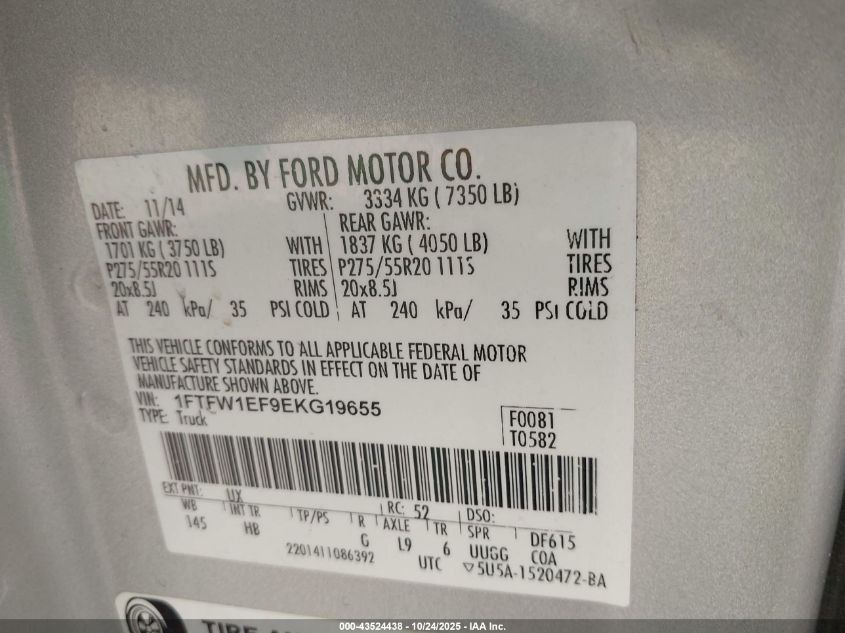 MFD. BY FORD MOTOR CO.
DATE: 11/14 GVWR: 3334 KG ( 7350 LB)
FRONT GAWR: REAR GAWR:
1701 KG ( 3750 LB) WITH 1837 KG ( 4050 LB) WITH
P275/55R20 111S TIRES P275/55R20 111S TIRES
20x8.5J RIMS 20x8.5J RIMS
AT 240 kPa/ 35 PSI COLD AT 240 kPa/ 35 PSI COLD
THIS VEHICLE CONFORMS TO ALL APPLICABLE FEDERAL MOTOR
VEHICLE SAFETY STANDARDS IN EFFECT ON THE DATE OF
MANUFACTURE SHOWN ABOVE.
VIN: 1FTFW1EF9EKG19655
TYPE: Truck
F0081
T0582
EXT PNT: UX RC: 52 DSO:
WB INT TR TP/PS R AXLE TR SPR DF615
145 HB G L9 6 UUGG COA
2201411086392 UTC ▽5U5A-1520472-BA
TIRE
000-43524438 - 10/24/2025 - IAA Inc.